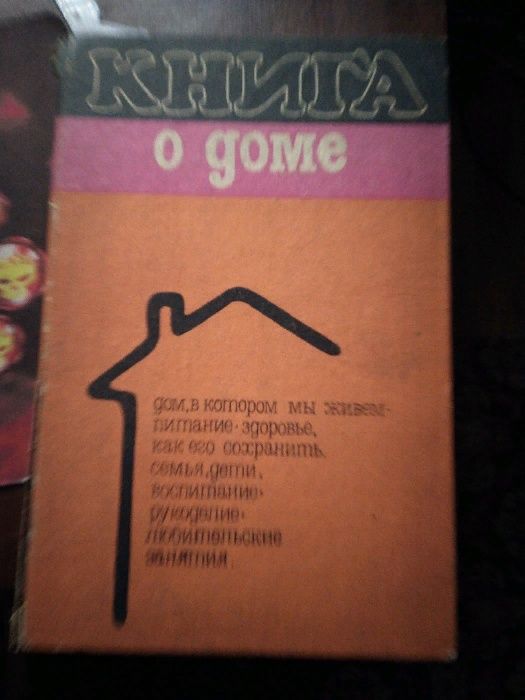 КНИГА
о доме
дом, в котором мы живем·
питание·здоровье,
как его сохранить.
семья, дети,
воспитание·
рукоделие·
любительские
занятия